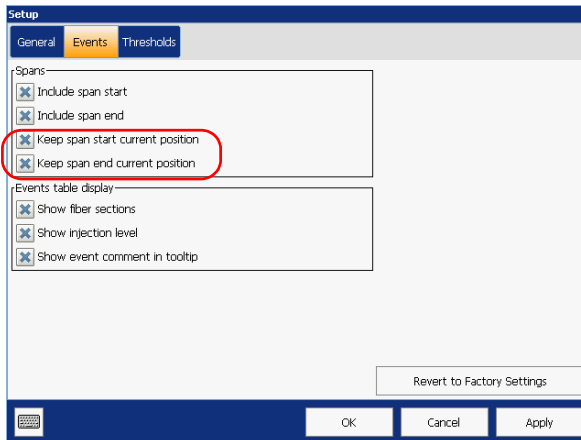 Setup
General Events Thresholds
Spans
Include span start
Include span end
Keep span start current position
Keep span end current position
Events table display
Show fiber sections
Show injection level
Show event comment in tooltip
Revert to Factory Settings
OK Cancel Apply